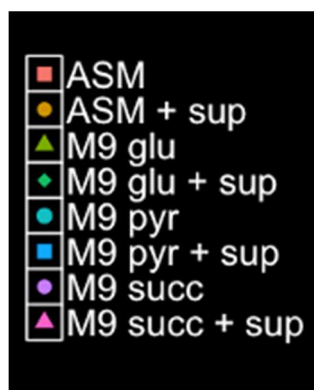 ASM
ASM + sup
M9 glu
M9 glu + sup
M9 pyr
M9 pyr + sup
M9 succ
M9 succ + sup